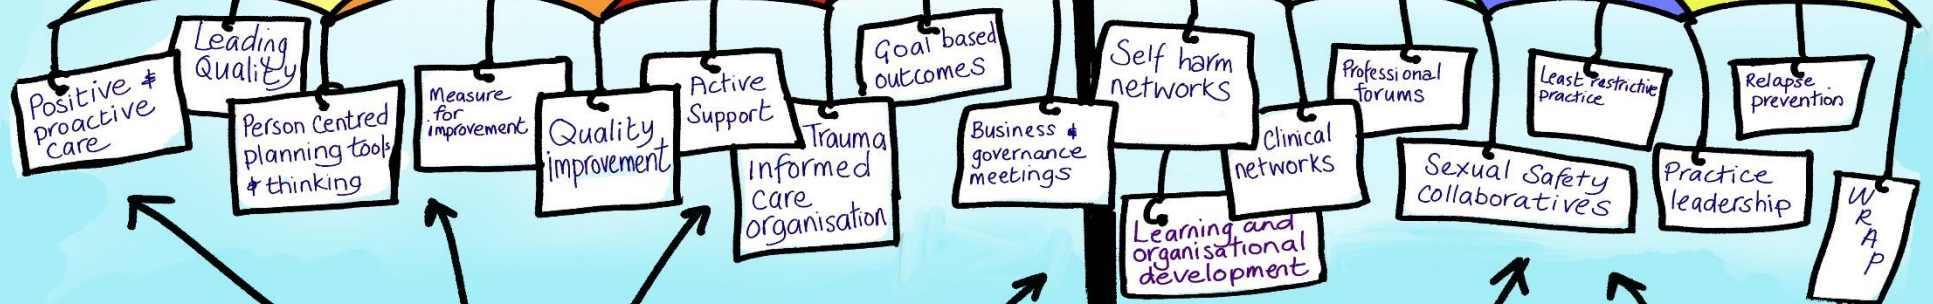 Positive &
proactive
care
Leading
Quality
Person Centred
planning tools
& thinking
Measure
for
improvement
Quality
improvement
Active
Support
Trauma
Informed
care
organisation
Goal based
outcomes
Business &
governance
meetings
Self harm
networks
Learning and
organisational
development
Clinical
networks
Professional
forums
Sexual Safety
collaboratives
Least restrictive
practice
Practice
leadership
Relapse
prevention
WRAP